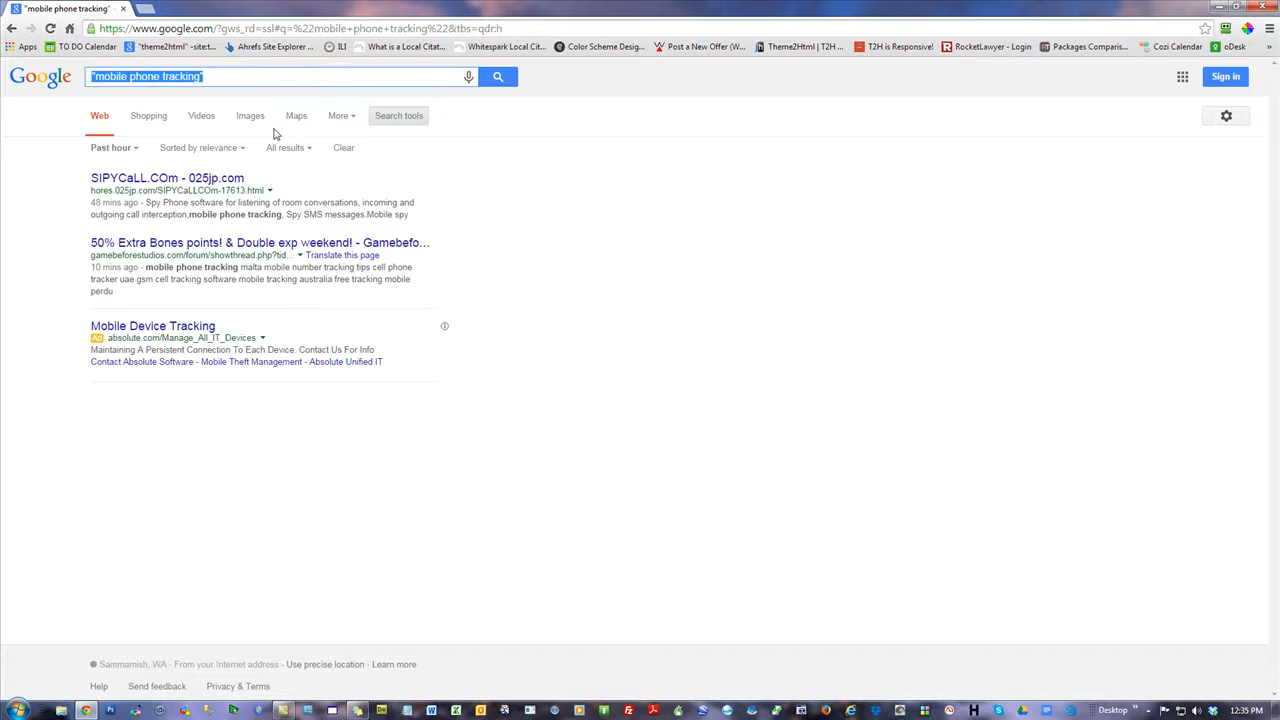 "mobile phone tracking" -
https://www.google.com/?gws_rd=ssl#q=%22mobile+phone+tracking%22&tbs=qdr:h
Apps TO DO Calendar "theme2html" -sitet... Ahrefs Site Explorer ... ILI What is a Local Citat... Whitespark Local Cit... Color Scheme Desig... Post a New Offer (W... Theme2Html | T2H ... T2H is Responsive! RocketLawyer - Login Packages Comparis... Cozi Calendar oDesk
Google "mobile phone tracking" Sign in
Web Shopping Videos Images Maps More Search tools
Past hour Sorted by relevance All results Clear
SIPYCaLL.COm - 025jp.com
hores.025jp.com/SIPYCaLLCOm-17613.html
48 mins ago - Spy Phone software for listening of room conversations, incoming and
outgoing call interception,mobile phone tracking, Spy SMS messages.Mobile spy
50% Extra Bones points! & Double exp weekend! - Gamebefo...
gamebeforestudios.com/forum/showthread.php?tid... Translate this page
10 mins ago - mobile phone tracking malta mobile number tracking tips cell phone
tracker uae gsm cell tracking software mobile tracking australia free tracking mobile
perdu
Mobile Device Tracking
Ad absolute.com/Manage_All_IT_Devices
Maintaining A Persistent Connection To Each Device. Contact Us For Info
Contact Absolute Software - Mobile Theft Management - Absolute Unified IT
Sammamish, WA - From your Internet address - Use precise location - Learn more
Help Send feedback Privacy & Terms
Desktop 12:35 PM